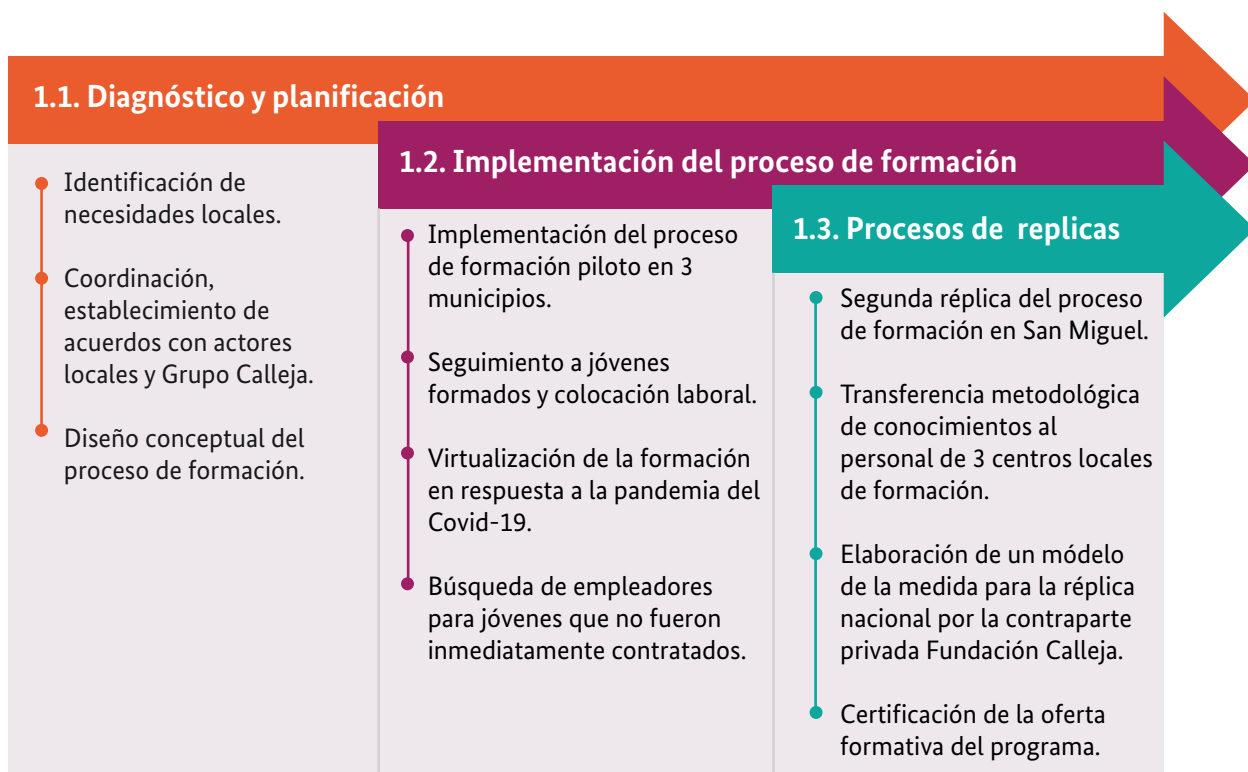 1.1. Diagnóstico y planificación
Identificación de
necesidades locales.
Coordinación,
establecimiento de
acuerdos con actores
locales y Grupo Calleja.
Diseño conceptual del
proceso de formación.
1.2. Implementación del proceso de formación
Implementación del proceso
de formación piloto en 3
municipios.
Seguimiento a jóvenes
formados y colocación laboral.
Virtualización de la formación
en respuesta a la pandemia del
Covid-19.
Búsqueda de empleadores
para jóvenes que no fueron
inmediatamente contratados.
1.3. Procesos de replicas
Segunda réplica del proceso
de formación en San Miguel.
Transferencia metodológica
de conocimientos al
personal de 3 centros locales
de formación.
Elaboración de un módelo
de la medida para la réplica
nacional por la contraparte
privada Fundación Calleja.
Certificación de la oferta
formativa del programa.